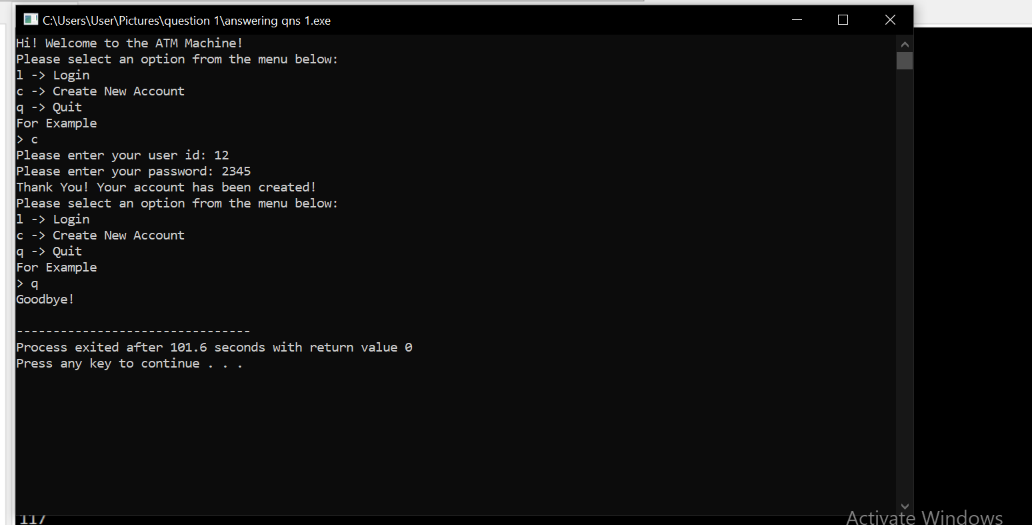 C:\Users\User\Pictures\question 1\answering qns 1.exe
Hi! Welcome to the ATM Machine!
Please select an option from the menu below:
l -> Login
c -> Create New Account
q -> Quit
For Example
> c
Please enter your user id: 12
Please enter your password: 2345
Thank You! Your account has been created!
Please select an option from the menu below:
l -> Login
c -> Create New Account
q -> Quit
For Example
> q
Goodbye!
--------------------------------
Process exited after 101.6 seconds with return value 0
Press any key to continue . . .
117
Activate Windows